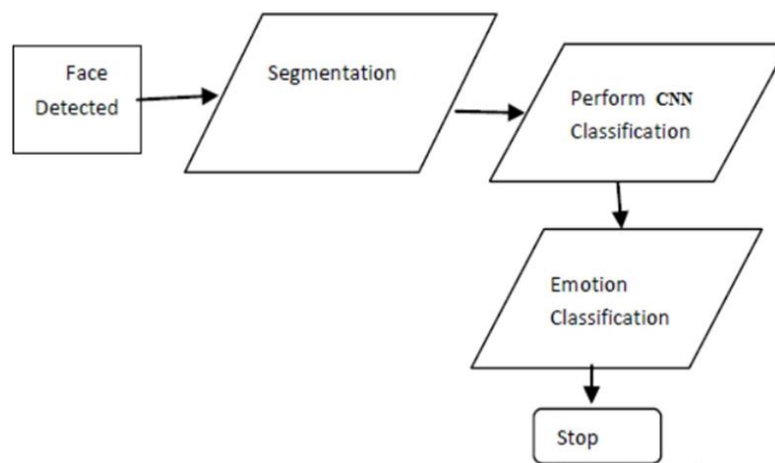 Face
Detected
Segmentation
Perform CNN
Classification
Emotion
Classification
Stop